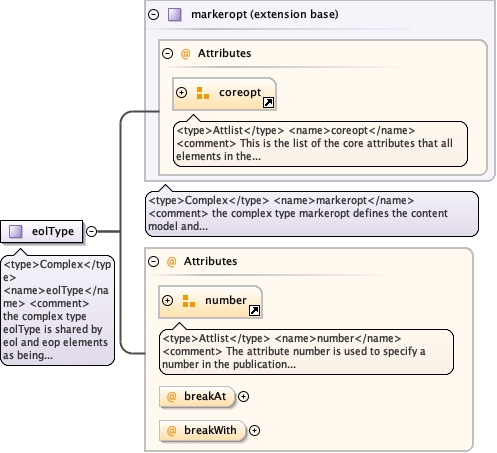 markeropt (extension base)
@ Attributes
coreopt
<type>Attlist</type> <name>coreopt</name>
<comment> This is the list of the core attributes that all
elements in the...
<type>Complex</type> <name>markeropt</name>
<comment> the complex type markeropt defines the content
model and...
eolType
<type>Complex</typ
e>
<name>eolType</na
me> <comment>
the complex type
eolType is shared by
eol and eop elements
as being...
@ Attributes
number
<type>Attlist</type> <name>number</name>
<comment> The attribute number is used to specify a
number in the publication...
@ breakAt
@ breakWith